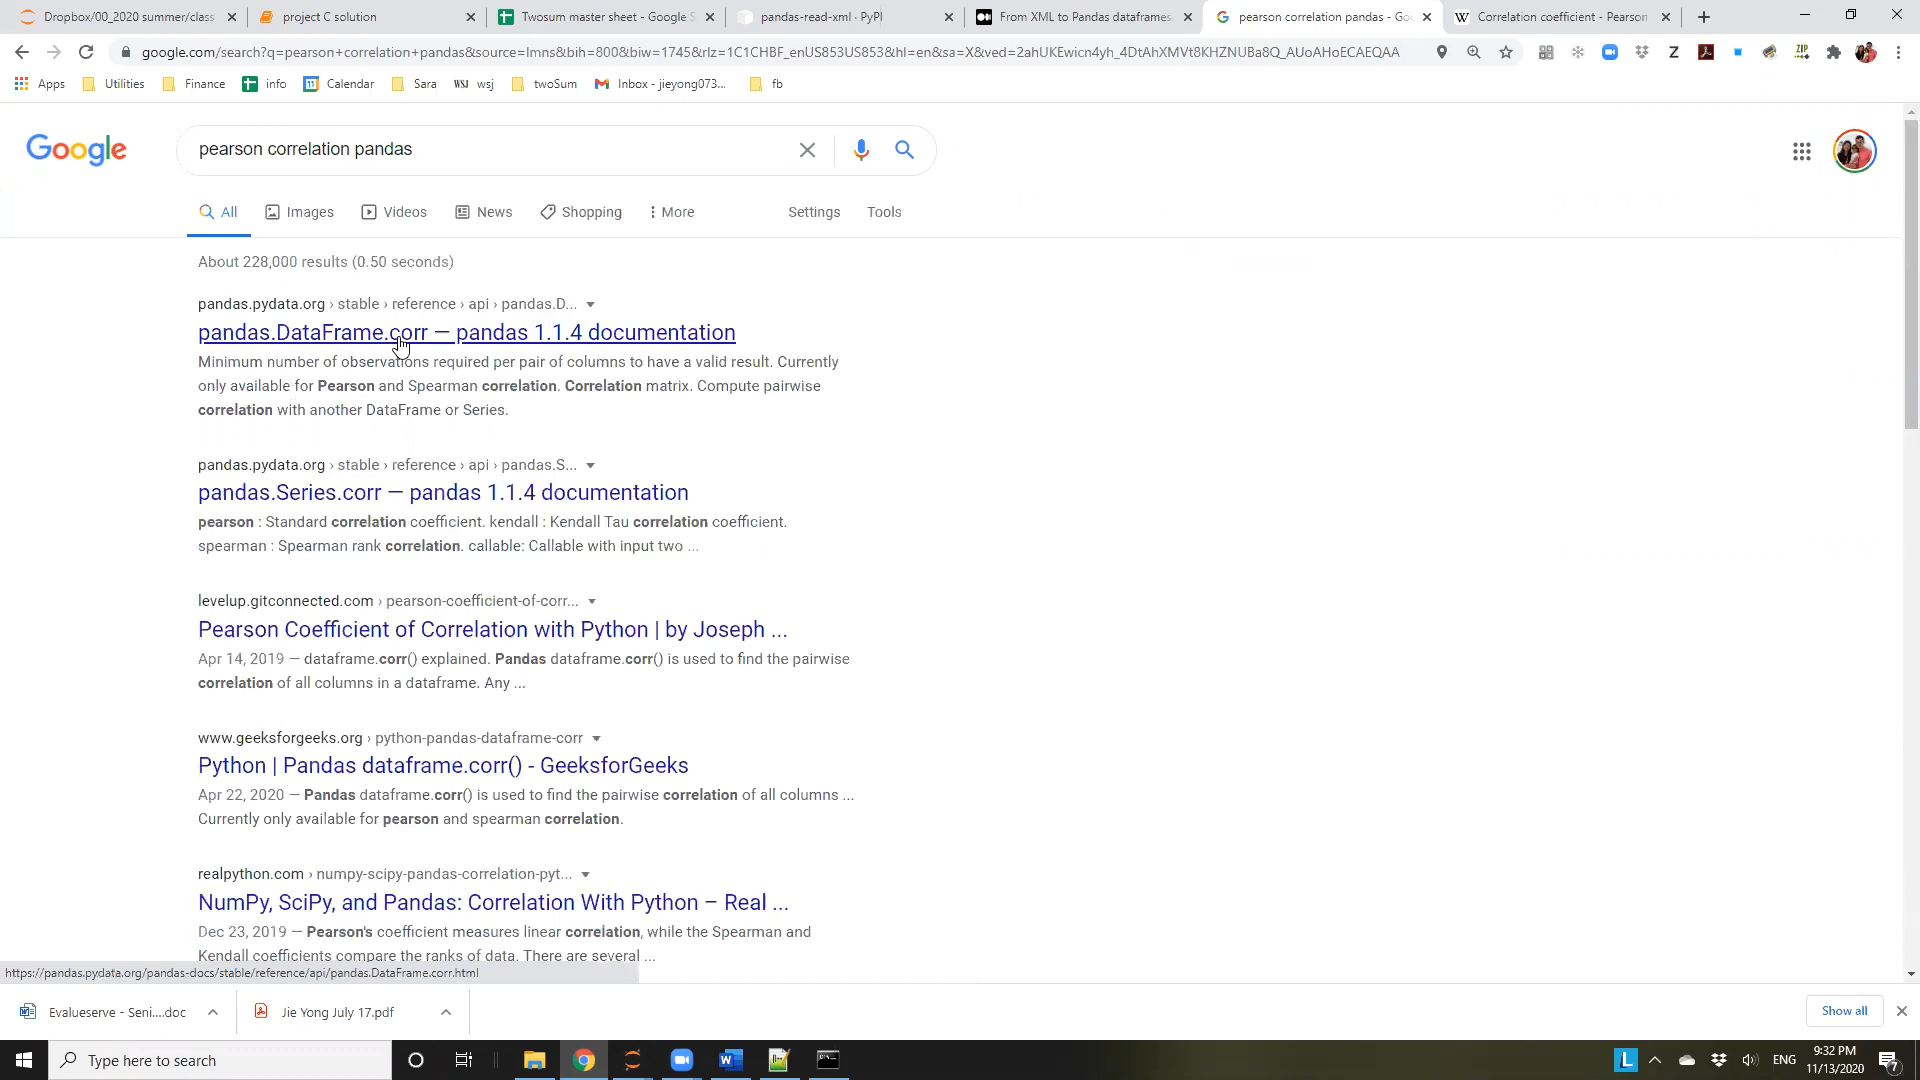 Dropbox/00_2020 summer/class
project C solution
Twosum master sheet - Google S
pandas-read-xml · PyPI
From XML to Pandas dataframes
pearson correlation pandas - Go
Correlation coefficient - Pearson
google.com/search?q=pearson+correlation+pandas&source=lmns&bih=800&biw=1745&rlz=1C1CHBF_enUS853US853&hl=en&sa=X&ved=2ahUKEwicn4yh_4DtAhXMVt8KHZNUBa8Q_AUoAHoECAEQAA
Apps
Utilities
Finance
info
Calendar
Sara
WSJ wsj
twoSum
Inbox - jieyong073...
fb
Google
pearson correlation pandas
All
Images
Videos
News
Shopping
More
Settings
Tools
About 228,000 results (0.50 seconds)
pandas.pydata.org › stable › reference › api › pandas.D...
pandas.DataFrame.corr — pandas 1.1.4 documentation
Minimum number of observations required per pair of columns to have a valid result. Currently
only available for Pearson and Spearman correlation. Correlation matrix. Compute pairwise
correlation with another DataFrame or Series.
pandas.pydata.org › stable › reference › api › pandas.S...
pandas.Series.corr — pandas 1.1.4 documentation
pearson : Standard correlation coefficient. kendall : Kendall Tau correlation coefficient.
spearman : Spearman rank correlation. callable: Callable with input two ...
levelup.gitconnected.com › pearson-coefficient-of-corr...
Pearson Coefficient of Correlation with Python | by Joseph ...
Apr 14, 2019 — dataframe.corr() explained. Pandas dataframe.corr() is used to find the pairwise
correlation of all columns in a dataframe. Any ...
www.geeksforgeeks.org › python-pandas-dataframe-corr
Python | Pandas dataframe.corr() - GeeksforGeeks
Apr 22, 2020 — Pandas dataframe.corr() is used to find the pairwise correlation of all columns ...
Currently only available for pearson and spearman correlation.
realpython.com › numpy-scipy-pandas-correlation-pyt...
NumPy, SciPy, and Pandas: Correlation With Python – Real ...
Dec 23, 2019 — Pearson's coefficient measures linear correlation, while the Spearman and
Kendall coefficients compare the ranks of data. There are several ...
https://pandas.pydata.org/pandas-docs/stable/reference/api/pandas.DataFrame.corr.html
Evalueserve - Seni....doc
Jie Yong July 17.pdf
Show all
Type here to search
L
ENG
9:32 PM
11/13/2020
7